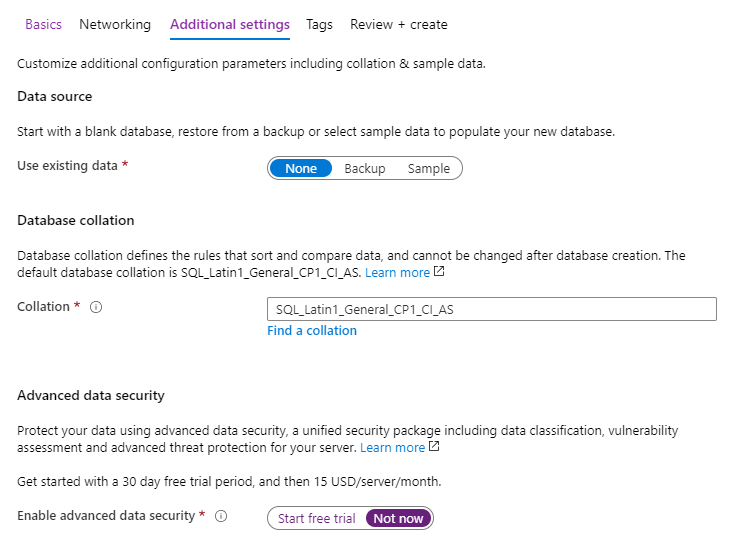 Basics Networking Additional settings Tags Review + create
Customize additional configuration parameters including collation & sample data.
Data source
Start with a blank database, restore from a backup or select sample data to populate your new database.
Use existing data * None Backup Sample
Database collation
Database collation defines the rules that sort and compare data, and cannot be changed after database creation. The
default database collation is SQL_Latin1_General_CP1_CI_AS. Learn more
Collation * SQL_Latin1_General_CP1_CI_AS
Find a collation
Advanced data security
Protect your data using advanced data security, a unified security package including data classification, vulnerability
assessment and advanced threat protection for your server. Learn more
Get started with a 30 day free trial period, and then 15 USD/server/month.
Enable advanced data security * Start free trial Not now